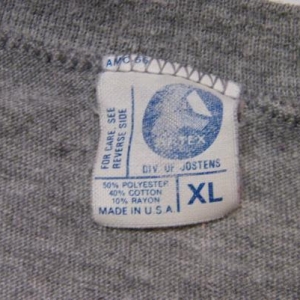 FOR CARE SEE
REVERSE SIDE
DIV. OF JOSTENS
50% POLYESTER
40% COTTON
10% RAYON
MADE IN U.S.A.
XL